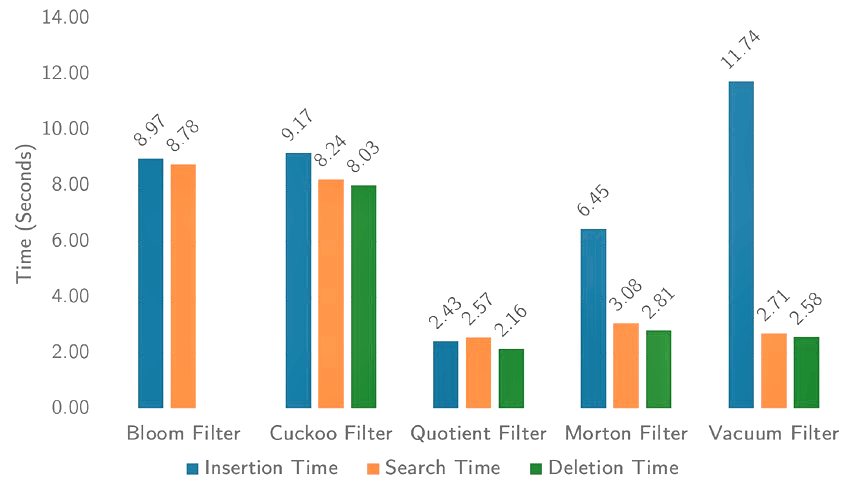 14.00
12.00
10.00
8.00
6.00
4.00
2.00
0.00
Time (Seconds)
8.97
8.78
9.17
8.24
8.03
2.43
2.57
2.16
6.45
3.08
2.81
11.74
2.71
2.58
Bloom Filter
Cuckoo Filter
Quotient Filter
Morton Filter
Vacuum Filter
Insertion Time
Search Time
Deletion Time